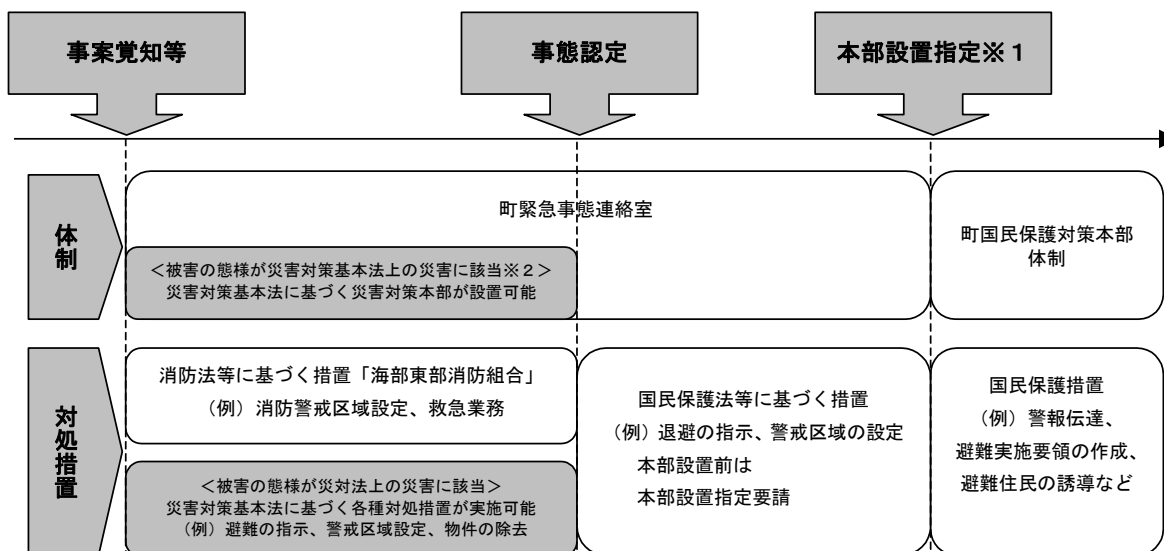 事案覚知等
事態認定
本部設置指定※1
体制
町緊急事態連絡室
＜被害の態様が災害対策基本法上の災害に該当※2＞
災害対策基本法に基づく災害対策本部が設置可能
町国民保護対策本部
体制
対処措置
消防法等に基づく措置「海部東部消防組合」
（例）消防警戒区域設定、救急業務
＜被害の態様が災対法上の災害に該当＞
災害対策基本法に基づく各種対処措置が実施可能
（例）避難の指示、警戒区域設定、物件の除去
国民保護法等に基づく措置
（例）退避の指示、警戒区域の設定
本部設置前は
本部設置指定要請
国民保護措置
（例）警報伝達、
避難実施要領の作成、
避難住民の誘導など